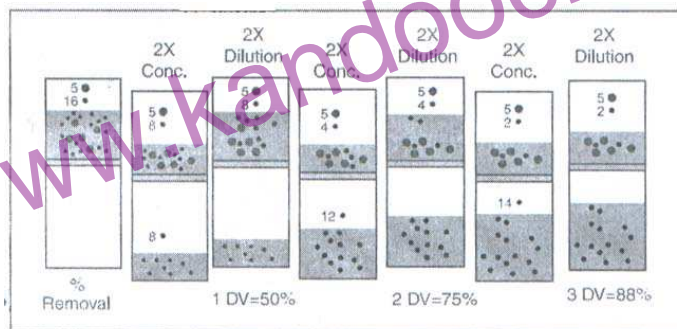 www.kandooc
2X Conc.
2X Dilution
2X Conc.
2X Dilution
2X Conc.
2X Dilution
5
16
5
8
8
5
8
5
4
12
5
4
5
2
14
5
2
% Removal
1 DV=50%
2 DV=75%
3 DV=88%